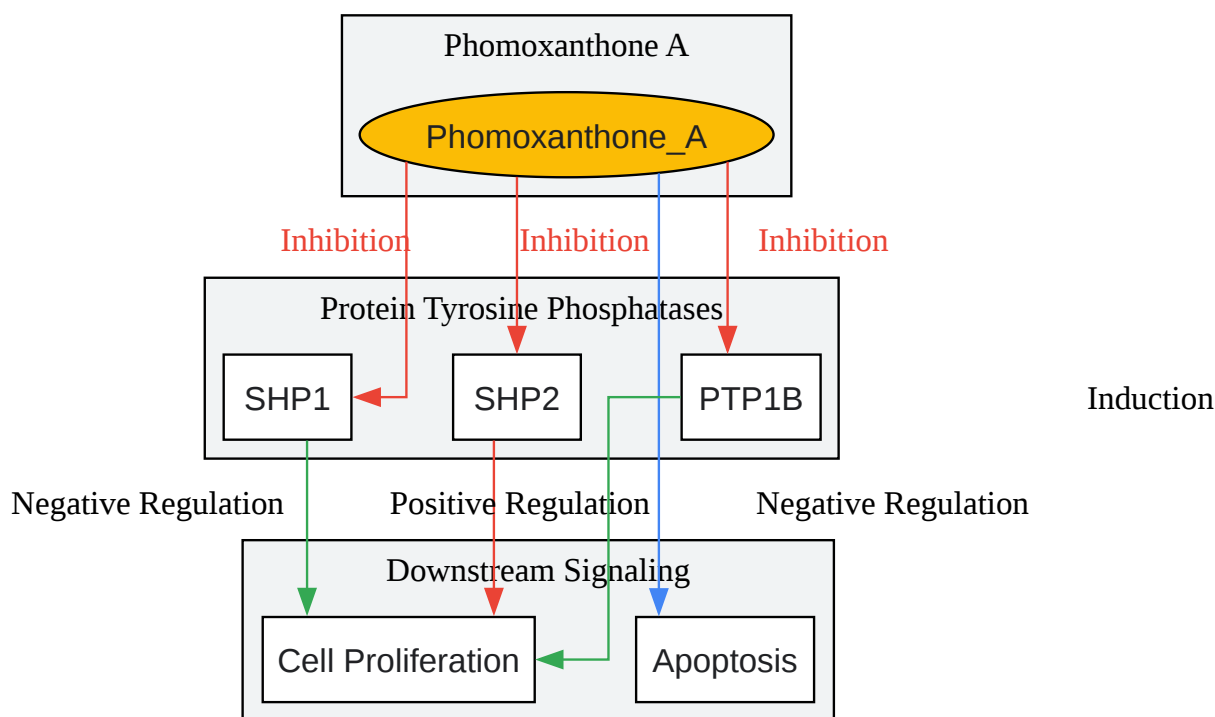 Phomoxanthone A
Phomoxanthone_A
Inhibition Inhibition Inhibition
Protein Tyrosine Phosphatases
SHP1 SHP2 PTP1B Induction
Negative Regulation Positive Regulation Negative Regulation
Downstream Signaling
Cell Proliferation Apoptosis